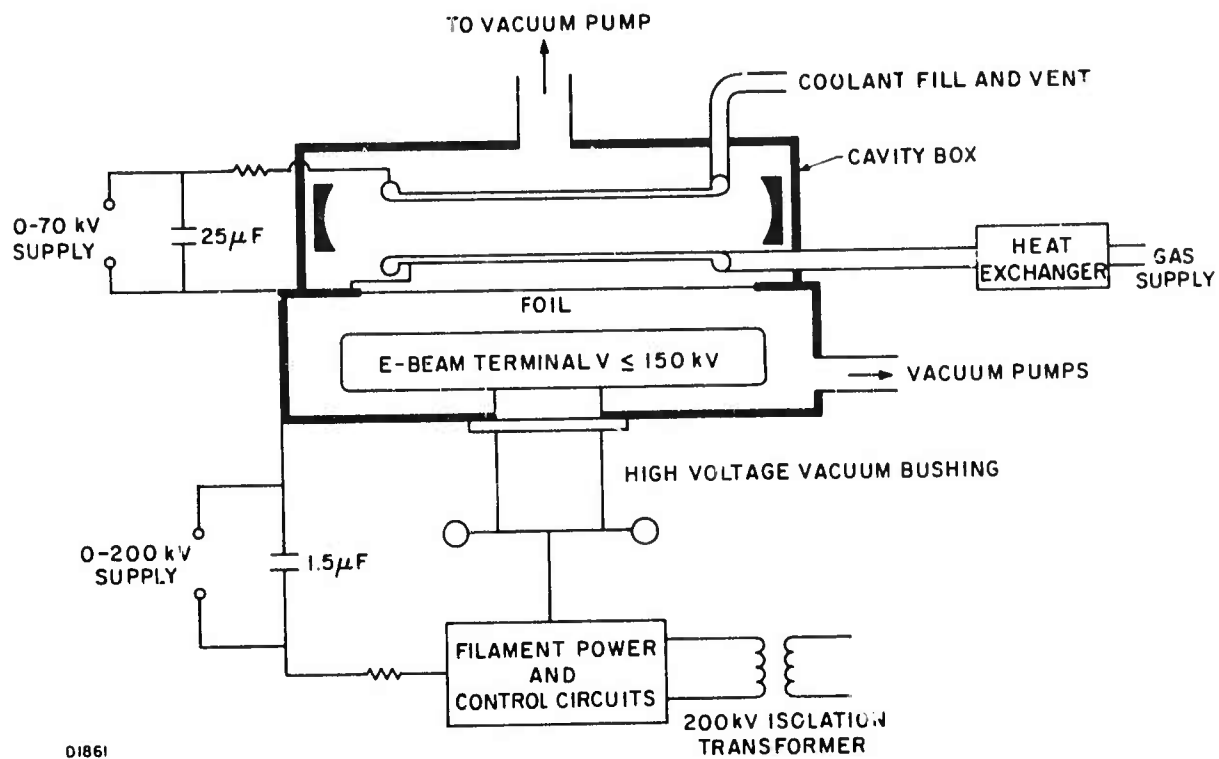 TO VACUUM PUMP
COOLANT FILL AND VENT
CAVITY BOX
0-70 kV
SUPPLY
25μF
HEAT
EXCHANGER
GAS
SUPPLY
FOIL
E-BEAM TERMINAL V ≤ 150 kV
VACUUM PUMPS
HIGH VOLTAGE VACUUM BUSHING
0-200 kV
SUPPLY
1.5μF
FILAMENT POWER
AND
CONTROL CIRCUITS
200kV ISOLATION
TRANSFORMER
D1861